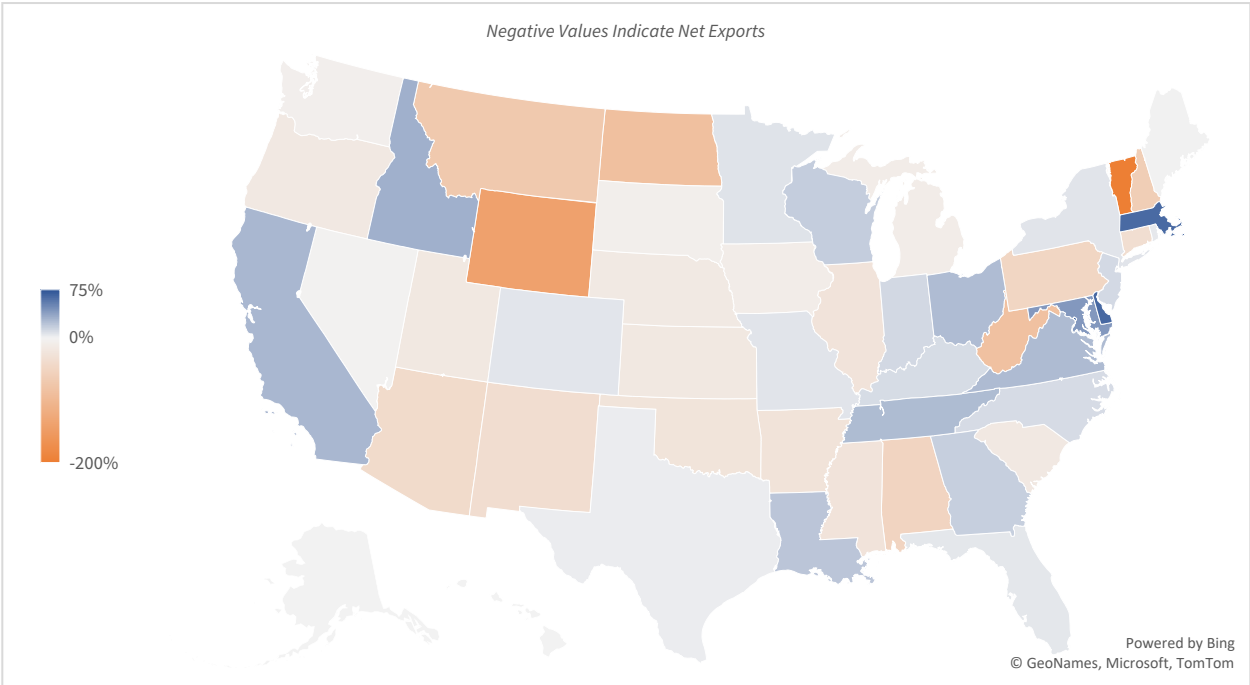 Negative Values Indicate Net Exports
75%
0%
-200%
Powered by Bing
© GeoNames, Microsoft, TomTom